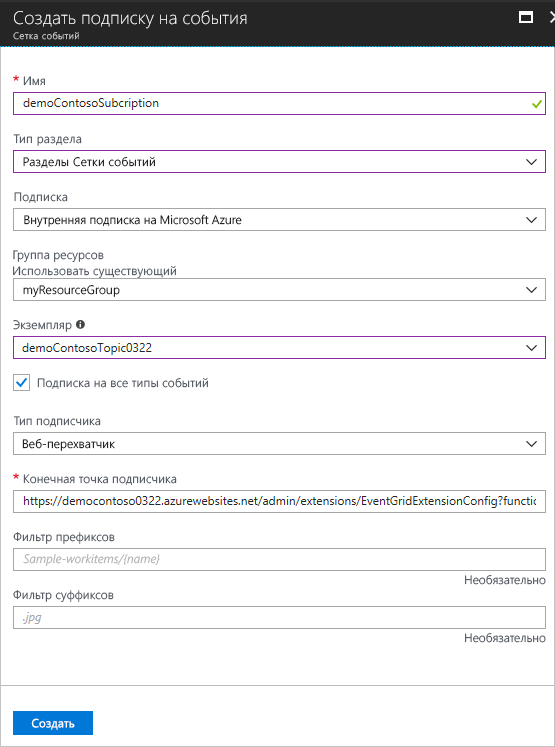 Создать подписку на события
Сетка событий
* Имя
demoContosoSubcription
Тип раздела
Разделы Сетки событий
Подписка
Внутренняя подписка на Microsoft Azure
Группа ресурсов
Использовать существующий
myResourceGroup
Экземпляр
demoContosoTopic0322
Подписка на все типы событий
Тип подписчика
Веб-перехватчик
* Конечная точка подписчика
https://democontoso0322.azurewebsites.net/admin/extensions/EventGridExtensionConfig?functio
Фильтр префиксов
Sample-workitems/{name}
Необязательно
Фильтр суффиксов
.jpg
Необязательно
Создать